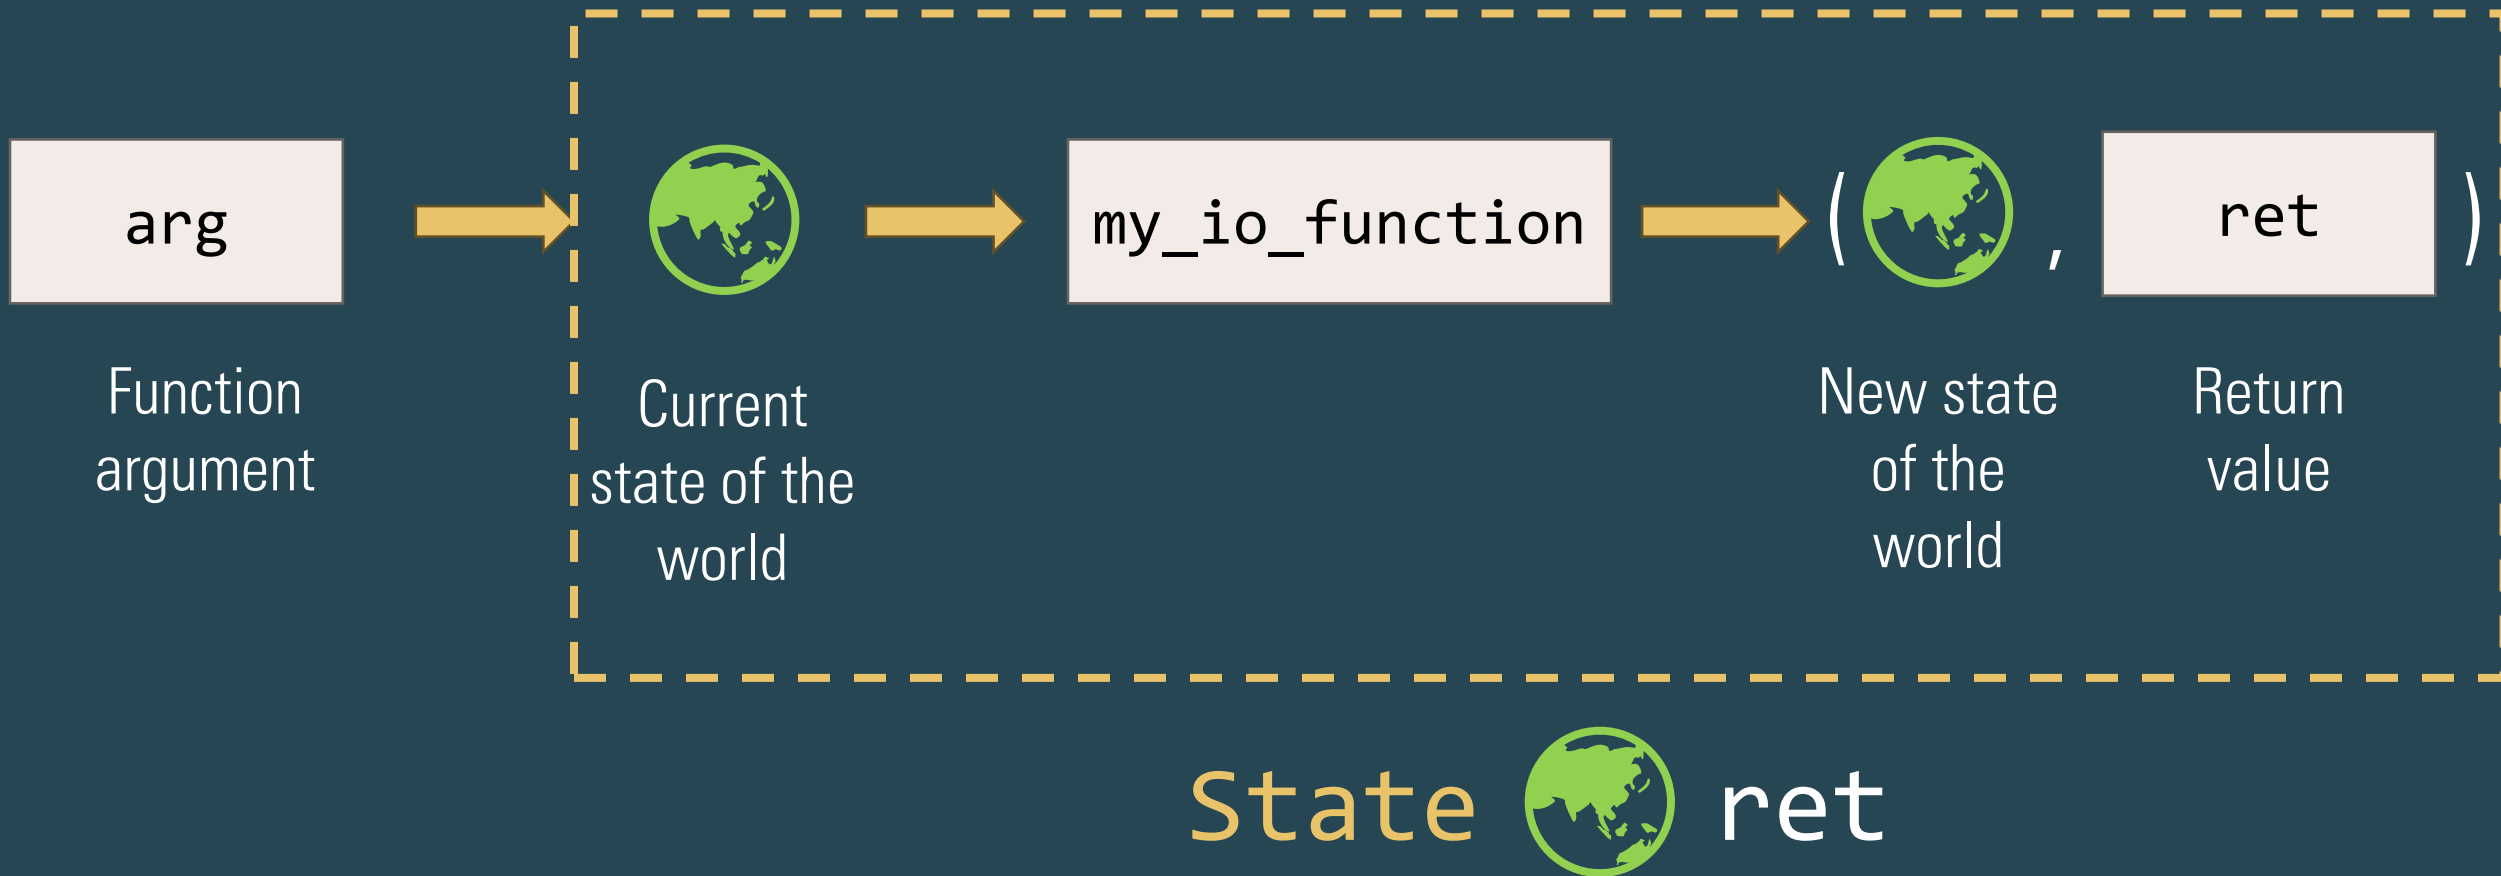 arg
my_io_function
( , ret )
Function
argument
Current
state of the
world
New state
of the
world
Return
value
State ret